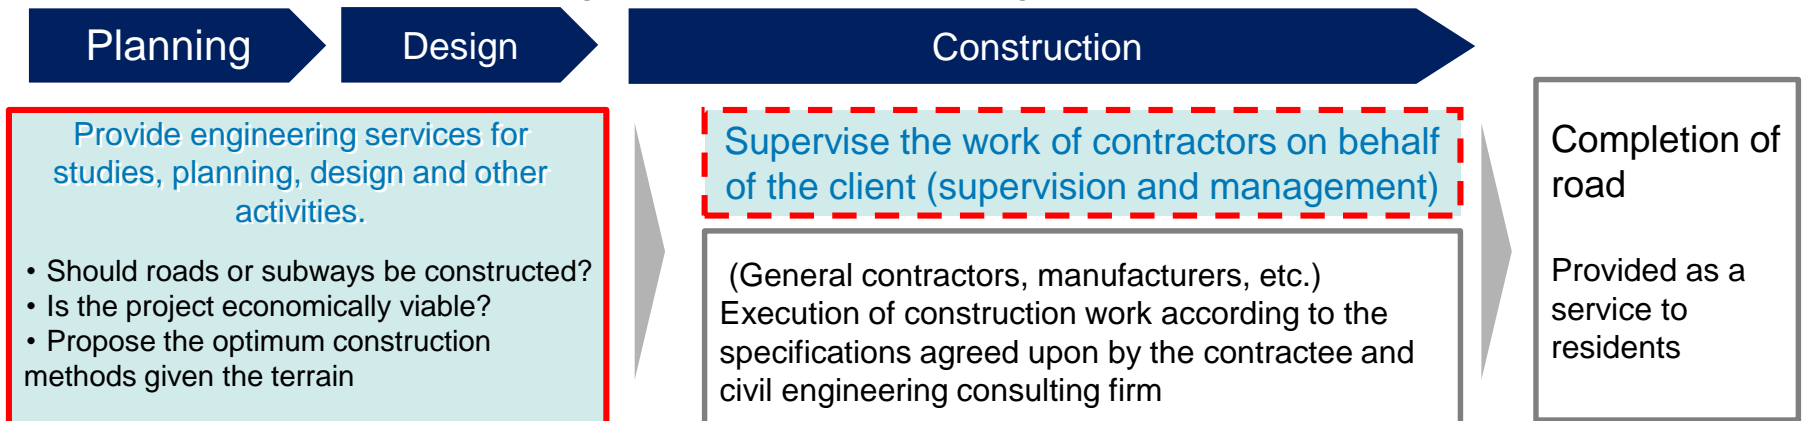 Planning
Design
Construction
Provide engineering services for
studies, planning, design and other
activities.
• Should roads or subways be constructed?
• Is the project economically viable?
• Propose the optimum construction
methods given the terrain
Supervise the work of contractors on behalf
of the client (supervision and management)
(General contractors, manufacturers, etc.)
Execution of construction work according to the
specifications agreed upon by the contractee and
civil engineering consulting firm
Completion of
road
Provided as a
service to
residents